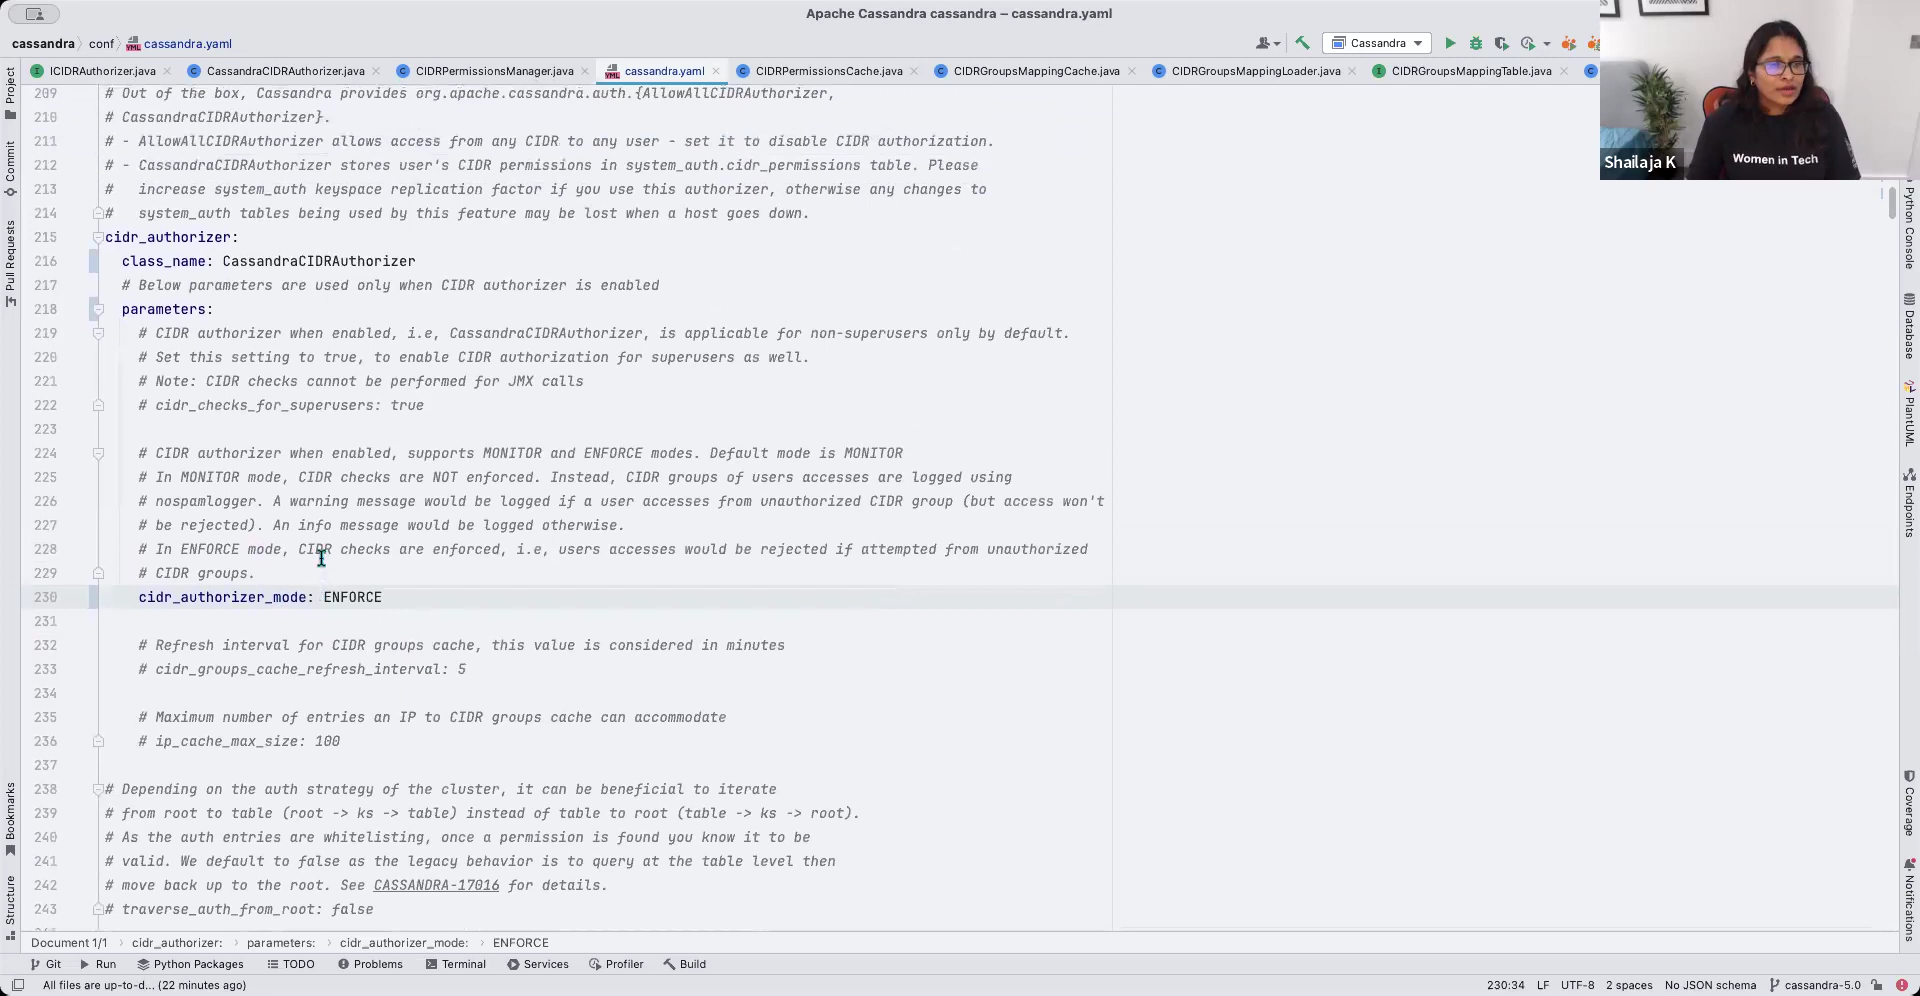 Apache Cassandra cassandra – cassandra.yaml
cassandra
conf
cassandra.yaml
Cassandra
ICIDRAuthorizer.java
CassandraCIDRAuthorizer.java
CIDRPermissionsManager.java
cassandra.yaml
CIDRPermissionsCache.java
CIDRGroupsMappingCache.java
CIDRGroupsMappingLoader.java
CIDRGroupsMappingTable.java
Project
Commit
Pull Requests
Bookmarks
Structure
209 # Out of the box, Cassandra provides org.apache.cassandra.auth.{AllowAllCIDRAuthorizer,
210 # CassandraCIDRAuthorizer}.
211 # - AllowAllCIDRAuthorizer allows access from any CIDR to any user - set it to disable CIDR authorization.
212 # - CassandraCIDRAuthorizer stores user's CIDR permissions in system_auth.cidr_permissions table. Please
213 #   increase system_auth keyspace replication factor if you use this authorizer, otherwise any changes to
214 #   system_auth tables being used by this feature may be lost when a host goes down.
215 cidr_authorizer:
216   class_name: CassandraCIDRAuthorizer
217   # Below parameters are used only when CIDR authorizer is enabled
218   parameters:
219     # CIDR authorizer when enabled, i.e, CassandraCIDRAuthorizer, is applicable for non-superusers only by default.
220     # Set this setting to true, to enable CIDR authorization for superusers as well.
221     # Note: CIDR checks cannot be performed for JMX calls
222     # cidr_checks_for_superusers: true
223
224     # CIDR authorizer when enabled, supports MONITOR and ENFORCE modes. Default mode is MONITOR
225     # In MONITOR mode, CIDR checks are NOT enforced. Instead, CIDR groups of users accesses are logged using
226     # nospamlogger. A warning message would be logged if a user accesses from unauthorized CIDR group (but access won't
227     # be rejected). An info message would be logged otherwise.
228     # In ENFORCE mode, CIDR checks are enforced, i.e, users accesses would be rejected if attempted from unauthorized
229     # CIDR groups.
230     cidr_authorizer_mode: ENFORCE
231
232     # Refresh interval for CIDR groups cache, this value is considered in minutes
233     # cidr_groups_cache_refresh_interval: 5
234
235     # Maximum number of entries an IP to CIDR groups cache can accommodate
236     # ip_cache_max_size: 100
237
238 # Depending on the auth strategy of the cluster, it can be beneficial to iterate
239 # from root to table (root -> ks -> table) instead of table to root (table -> ks -> root).
240 # As the auth entries are whitelisting, once a permission is found you know it to be
241 # valid. We default to false as the legacy behavior is to query at the table level then
242 # move back up to the root. See CASSANDRA-17016 for details.
243 # traverse_auth_from_root: false
Women in Tech
Shailaja K
Python Console
Database
PlantUML
Endpoints
Coverage
Notifications
Document 1/1
cidr_authorizer:
parameters:
cidr_authorizer_mode:
ENFORCE
Git
Run
Python Packages
TODO
Problems
Terminal
Services
Profiler
Build
All files are up-to-d... (22 minutes ago)
230:34
LF
UTF-8
2 spaces
No JSON schema
cassandra-5.0